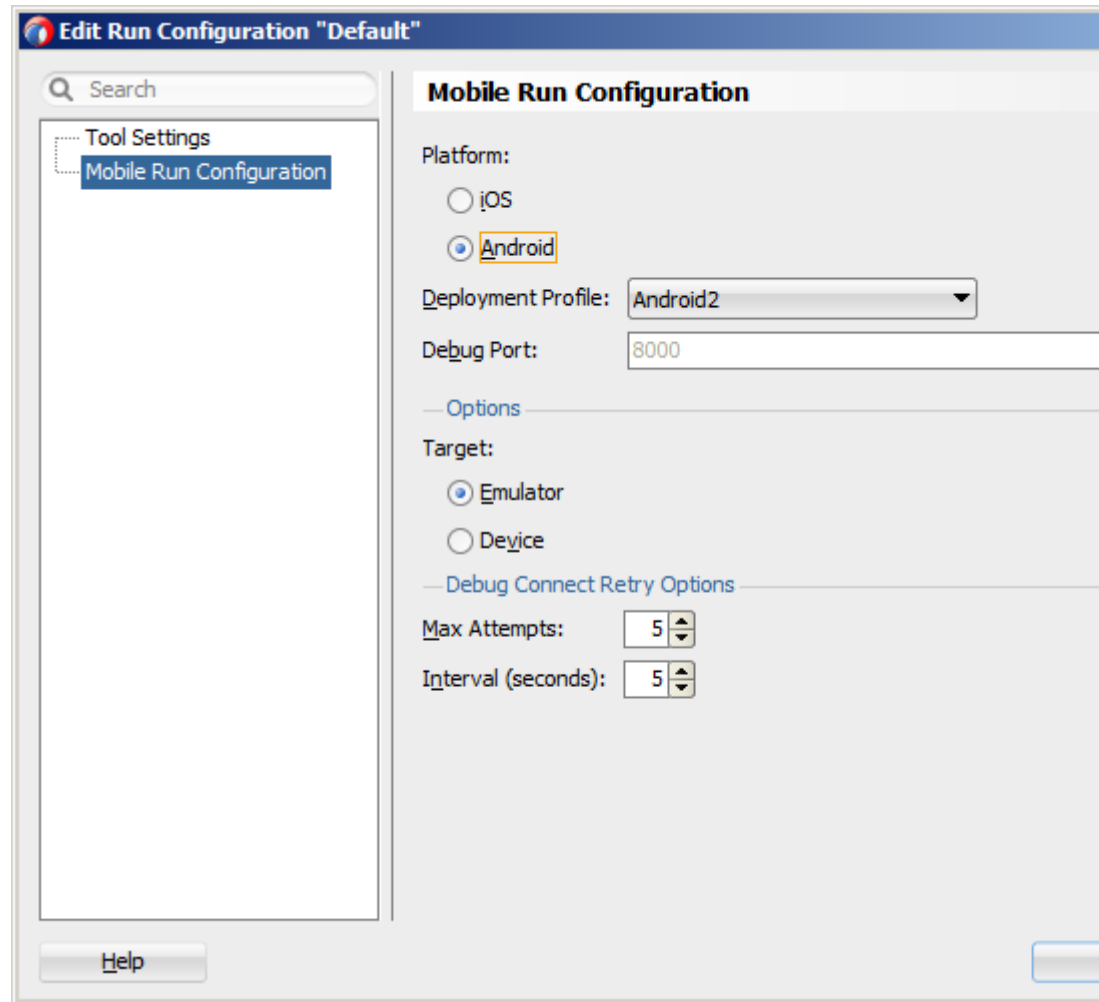 Edit Run Configuration "Default"
Search
Tool Settings
Mobile Run Configuration
Mobile Run Configuration
Platform:
iOS
Android
Deployment Profile: Android2
Debug Port: 8000
Options
Target:
Emulator
Device
Debug Connect Retry Options
Max Attempts: 5
Interval (seconds): 5
Help